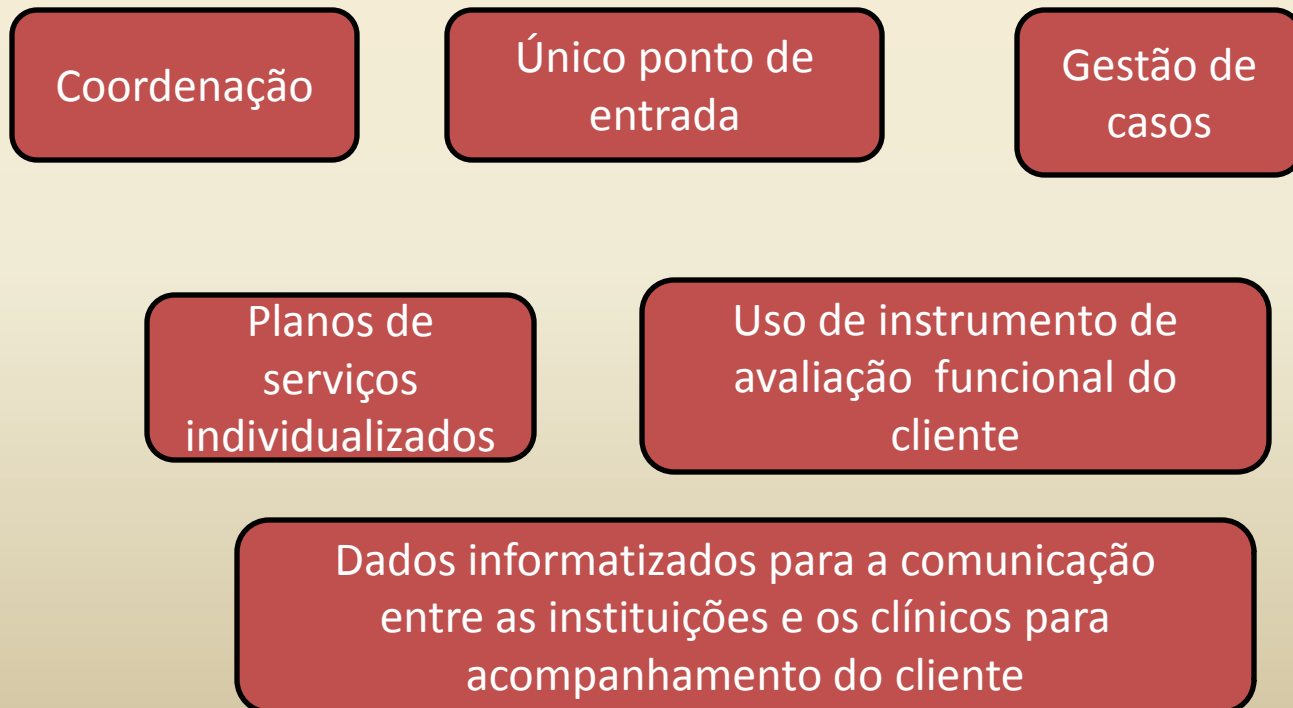 Coordenação
Único ponto de
entrada
Gestão de
casos
Planos de
serviços
individualizados
Uso de instrumento de
avaliação funcional do
cliente
Dados informatizados para a comunicação
entre as instituições e os clínicos para
acompanhamento do cliente